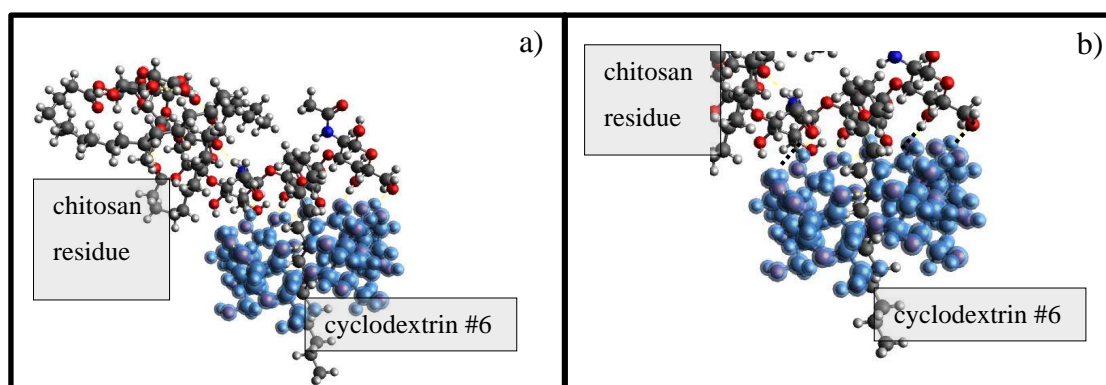 a)
chitosan
residue
cyclodextrin #6
b)
chitosan
residue
cyclodextrin #6